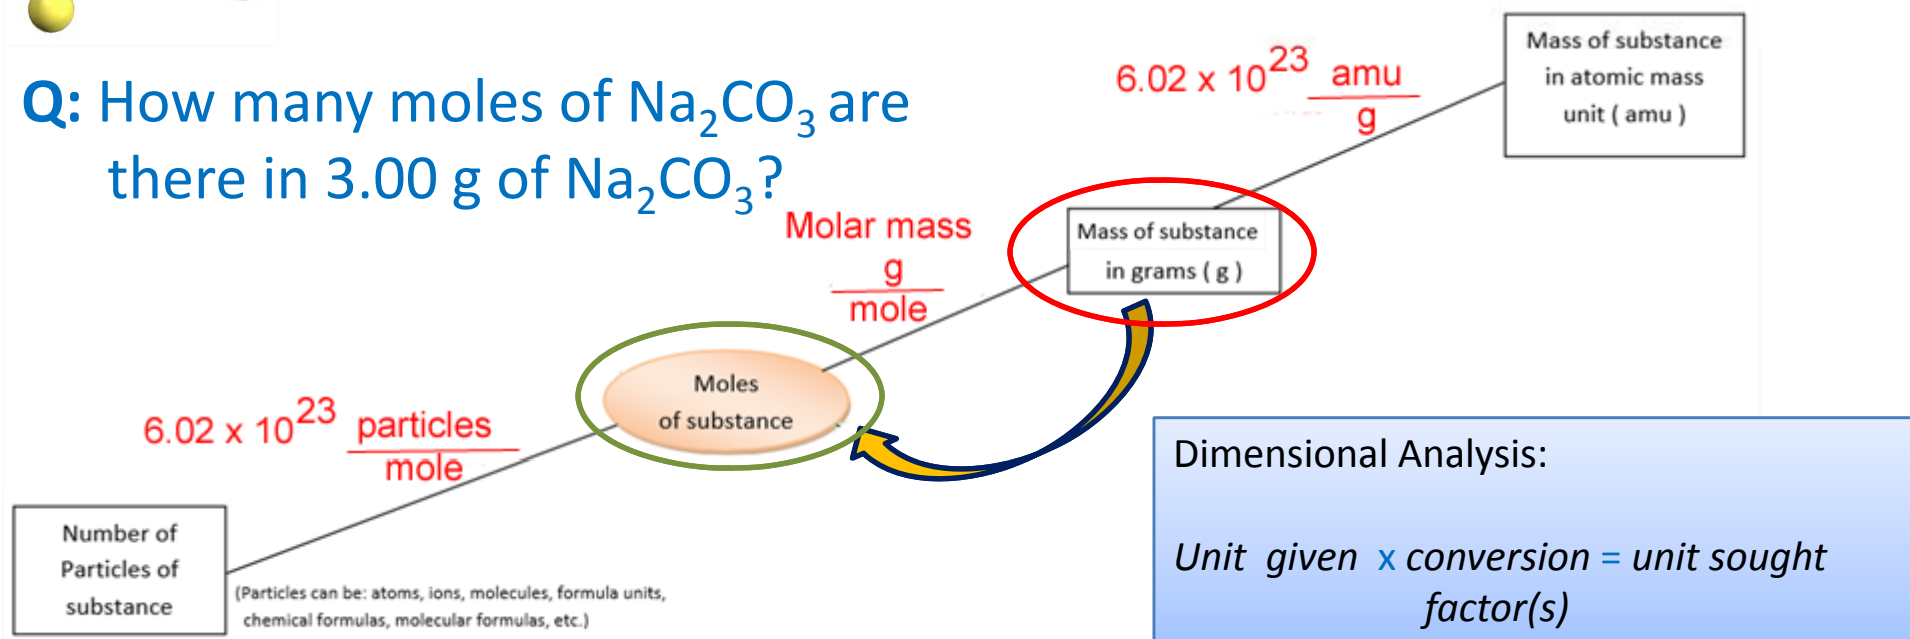 Q: How many moles of Na₂CO₃ are
there in 3.00 g of Na₂CO₃?
6.02 x 10²³ amu
g
Mass of substance
in atomic mass
unit ( amu )
Molar mass
g
mole
Mass of substance
in grams ( g )
Moles
of substance
6.02 x 10²³ particles
mole
Number of
Particles of
substance
(Particles can be: atoms, ions, molecules, formula units,
chemical formulas, molecular formulas, etc.)
Dimensional Analysis:
Unit given x conversion = unit sought
factor(s)